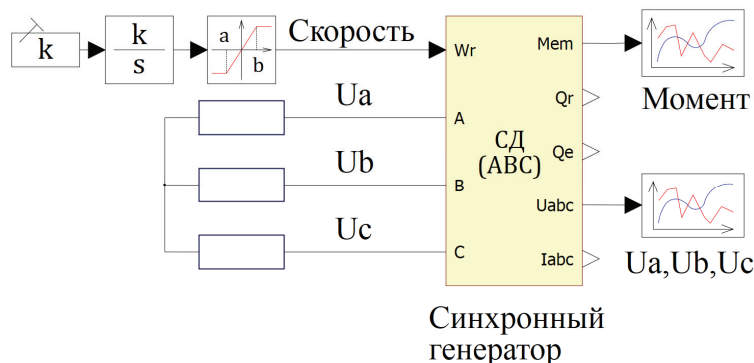 k
k
s
a
b
Скорость
Wr
Mem
Момент
Qr
Ua
A
СД
(ABC)
Qe
Ub
B
Uabc
Uc
C
Iabc
Ua,Ub,Uc
Синхронный
генератор